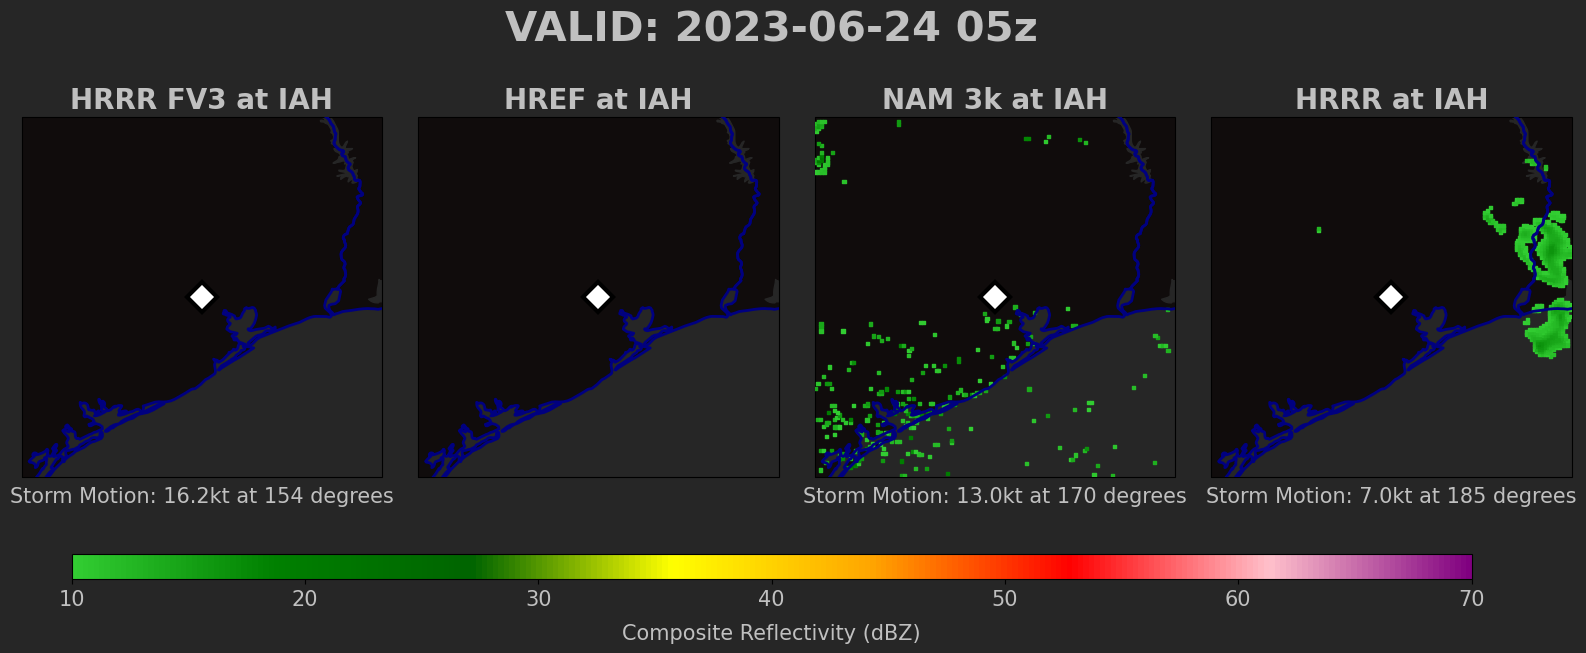 VALID: 2023-06-24 05z
HRRR FV3 at IAH
HREF at IAH
NAM 3k at IAH
HRRR at IAH
Storm Motion: 16.2kt at 154 degrees
Storm Motion: 13.0kt at 170 degrees
Storm Motion: 7.0kt at 185 degrees
10 20 30 40 50 60 70
Composite Reflectivity (dBZ)